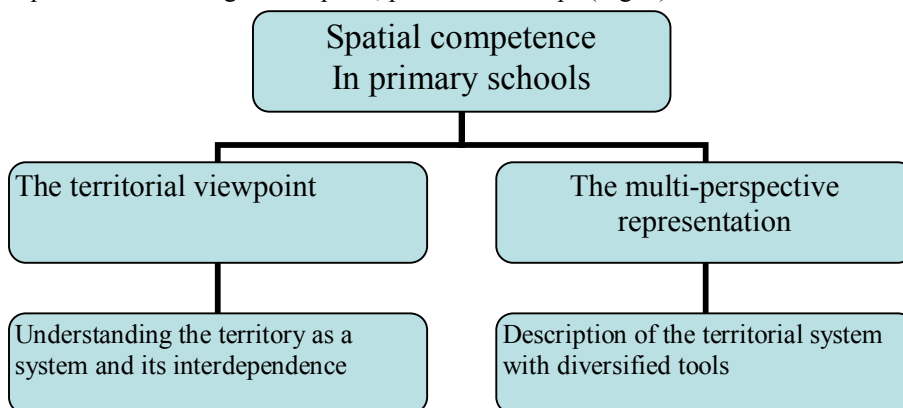 Spatial competence
In primary schools
The territorial viewpoint
The multi-perspective
representation
Understanding the territory as a
system and its interdependence
Description of the territorial system
with diversified tools